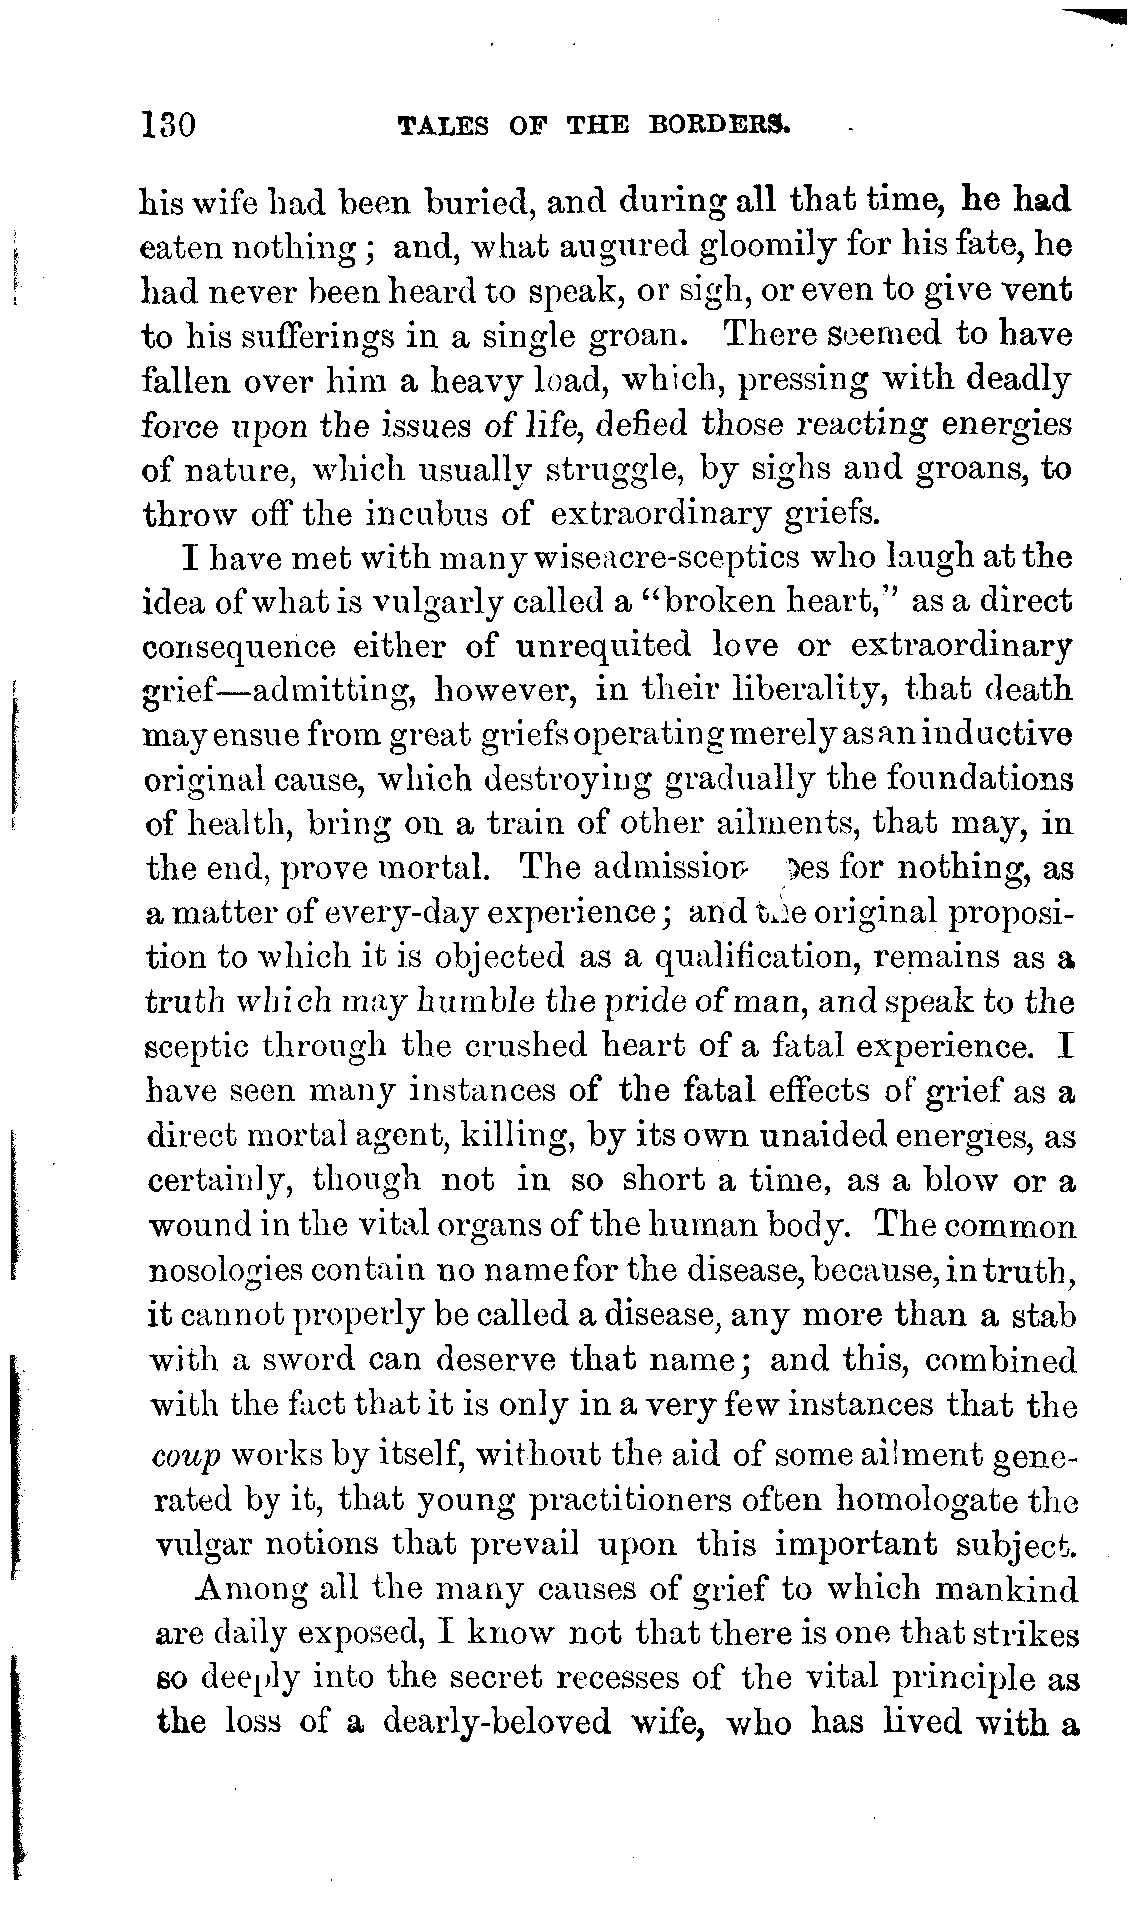 130 TALES OF THE BORDERS.
his wife had been buried, and during all that time, he had
eaten nothing; and, what augured gloomily for his fate, he
had never been heard to speak, or sigh, or even to give vent
to his sufferings in a single groan. There seemed to have
fallen over him a heavy load, which, pressing with deadly
force upon the issues of life, defied those reacting energies
of nature, which usually struggle, by sighs and groans, to
throw off the incubus of extraordinary griefs.
I have met with many wiseacre-sceptics who laugh at the
idea of what is vulgarly called a "broken heart," as a direct
consequence either of unrequited love or extraordinary
grief—admitting, however, in their liberality, that death
may ensue from great griefs operating merely as an inductive
original cause, which destroying gradually the foundations
of health, bring on a train of other ailments, that may, in
the end, prove mortal. The admission for nothing, as
a matter of every-day experience; and the original proposi-
tion to which it is objected as a qualification, remains as a
truth which may humble the pride of man, and speak to the
sceptic through the crushed heart of a fatal experience. I
have seen many instances of the fatal effects of grief as a
direct mortal agent, killing, by its own unaided energies, as
certainly, though not in so short a time, as a blow or a
wound in the vital organs of the human body. The common
nosologies contain no name for the disease, because, in truth,
it cannot properly be called a disease, any more than a stab
with a sword can deserve that name; and this, combined
with the fact that it is only in a very few instances that the
coup works by itself, without the aid of some ailment gene-
rated by it, that young practitioners often homologate the
vulgar notions that prevail upon this important subject.
Among all the many causes of grief to which mankind
are daily exposed, I know not that there is one that strikes
so deeply into the secret recesses of the vital principle as
the loss of a dearly-beloved wife, who has lived with a